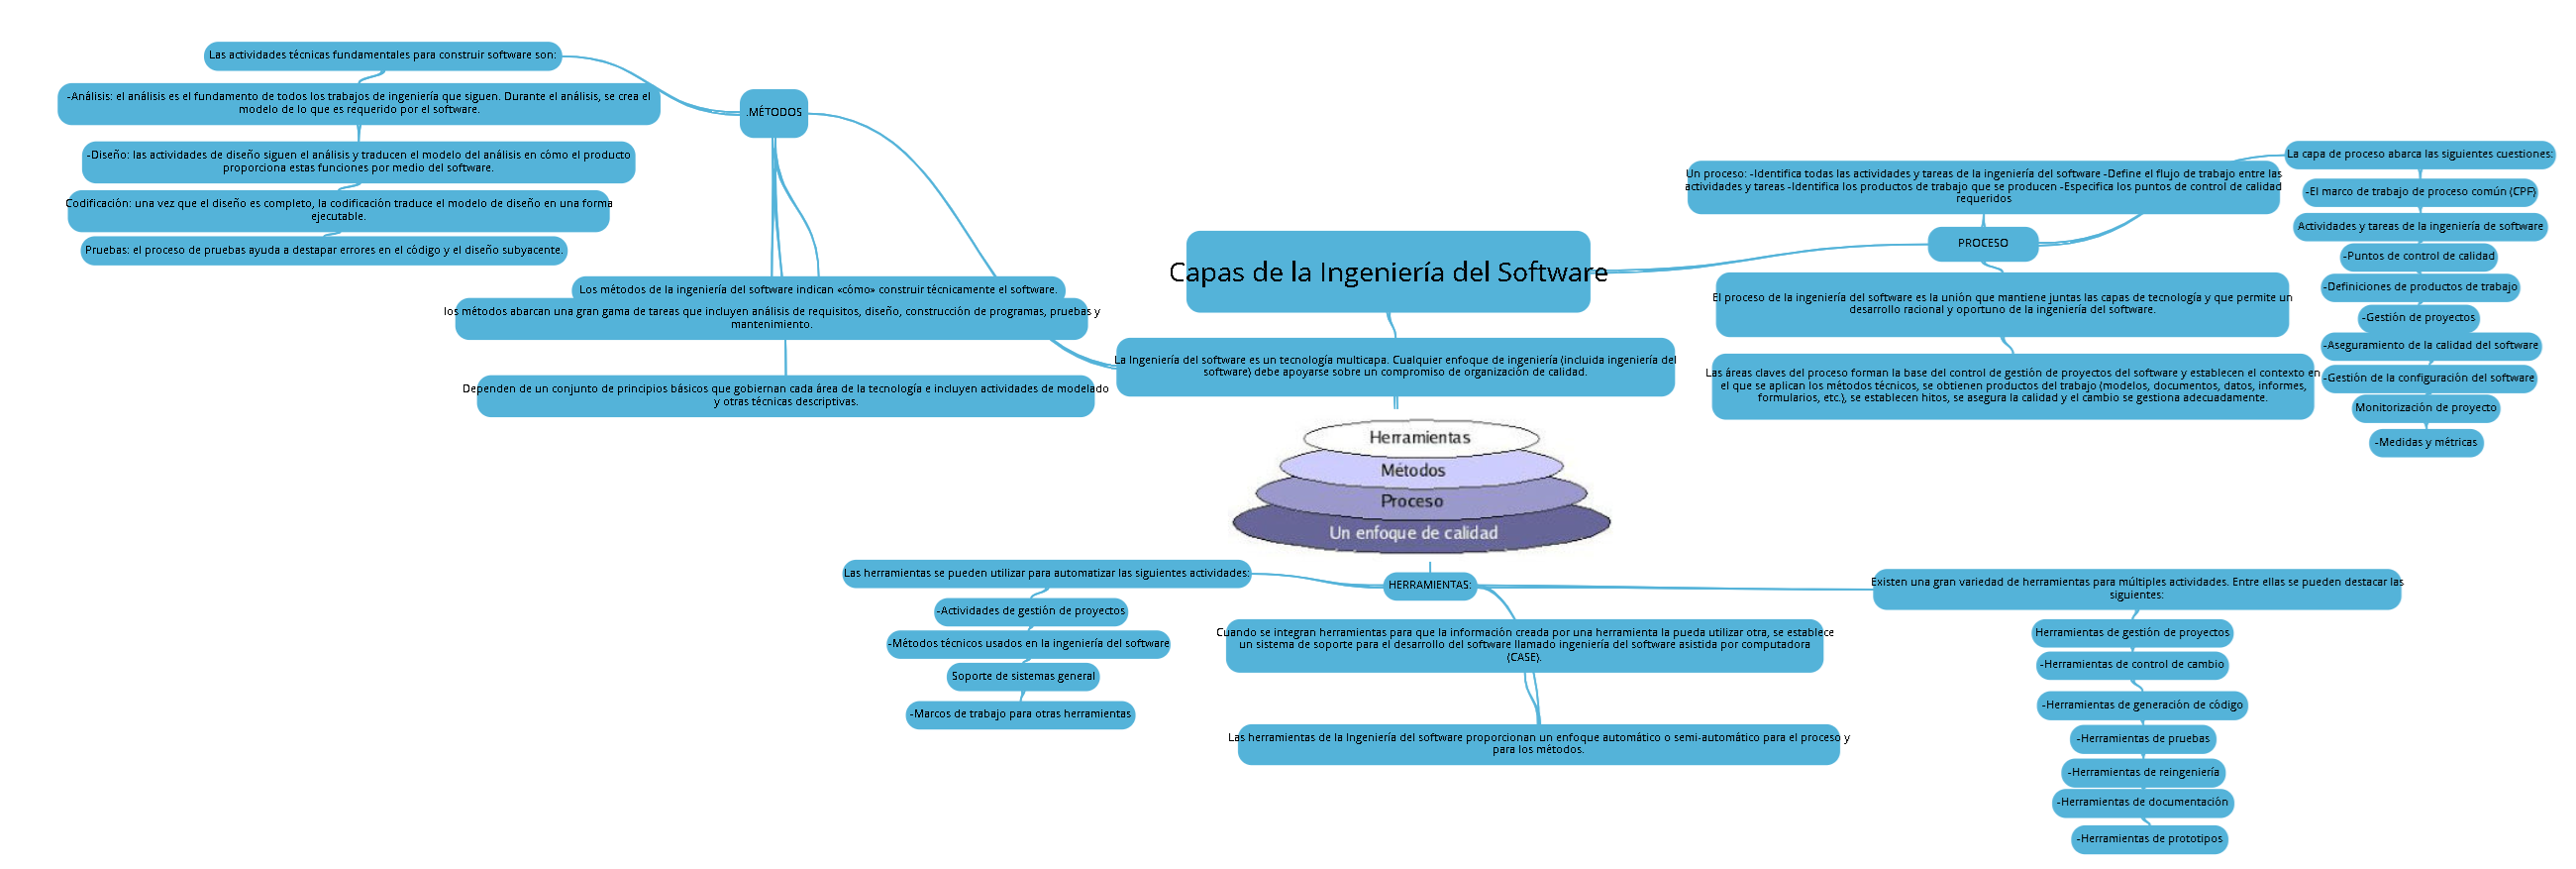 Las actividades técnicas fundamentales para construir software son:
-Análisis: el análisis es el fundamento de todos los trabajos de ingeniería que siguen. Durante el análisis, se crea el
modelo de lo que es requerido por el software.
-Diseño: las actividades de diseño siguen el análisis y traducen el modelo del análisis en cómo el producto
proporciona estas funciones por medio del software.
Codificación: una vez que el diseño es completo, la codificación traduce el modelo de diseño en una forma
ejecutable.
Pruebas: el proceso de pruebas ayuda a destapar errores en el código y el diseño subyacente.
.MÉTODOS
Los métodos de la ingeniería del software indican «cómo» construir técnicamente el software.
los métodos abarcan una gran gama de tareas que incluyen análisis de requisitos, diseño, construcción de programas, pruebas y
mantenimiento.
Dependen de un conjunto de principios básicos que gobiernan cada área de la tecnología e incluyen actividades de modelado
y otras técnicas descriptivas.
Capas de la Ingeniería del Software
La Ingeniería del software es un tecnología multicapa. Cualquier enfoque de ingeniería (incluida ingeniería del
software) debe apoyarse sobre un compromiso de organización de calidad.
Un proceso: -Identifica todas las actividades y tareas de la ingeniería del software -Define el flujo de trabajo entre las
actividades y tareas -Identifica los productos de trabajo que se producen -Especifica los puntos de control de calidad
requeridos
PROCESO
El proceso de la ingeniería del software es la unión que mantiene juntas las capas de tecnología y que permite un
desarrollo racional y oportuno de la ingeniería del software.
Las áreas claves del proceso forman la base del control de gestión de proyectos del software y establecen el contexto en
el que se aplican los métodos técnicos, se obtienen productos del trabajo (modelos, documentos, datos, informes,
formularios, etc.), se establecen hitos, se asegura la calidad y el cambio se gestiona adecuadamente.
La capa de proceso abarca las siguientes cuestiones:
-El marco de trabajo de proceso común (CPF)
Actividades y tareas de la ingeniería de software
-Puntos de control de calidad
-Definiciones de productos de trabajo
-Gestión de proyectos
-Aseguramiento de la calidad del software
-Gestión de la configuración del software
Monitorización de proyecto
-Medidas y métricas
Herramientas
Métodos
Proceso
Un enfoque de calidad
HERRAMIENTAS:
Las herramientas se pueden utilizar para automatizar las siguientes actividades:
-Actividades de gestión de proyectos
-Métodos técnicos usados en la ingeniería del software
Soporte de sistemas general
-Marcos de trabajo para otras herramientas
Cuando se integran herramientas para que la información creada por una herramienta la pueda utilizar otra, se establece
un sistema de soporte para el desarrollo del software llamado ingeniería del software asistida por computadora
(CASE).
Las herramientas de la Ingeniería del software proporcionan un enfoque automático o semi-automático para el proceso y
para los métodos.
Existen una gran variedad de herramientas para múltiples actividades. Entre ellas se pueden destacar las
siguientes:
Herramientas de gestión de proyectos
-Herramientas de control de cambio
-Herramientas de generación de código
-Herramientas de pruebas
-Herramientas de reingeniería
-Herramientas de documentación
-Herramientas de prototipos